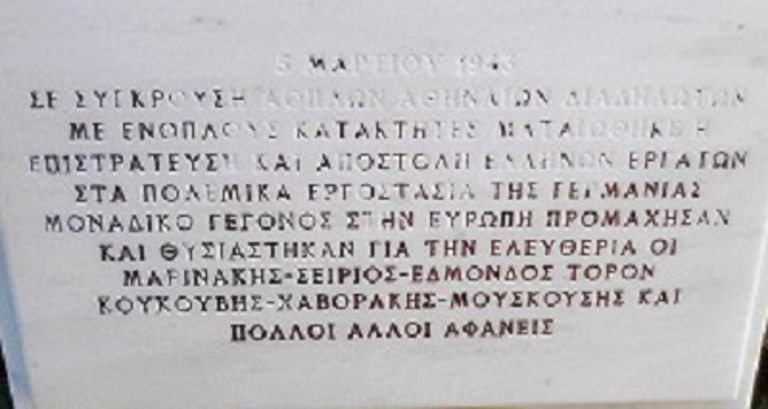 5 ΜΑΡΤΙΟΥ 1943
ΣΕ ΣΥΓΚΡΟΥΣΗ ΑΟΠΛΩΝ ΑΘΗΝΑΙΩΝ ΔΙΑΔΗΛΩΤΩΝ
ΜΕ ΕΝΟΠΛΟΥΣ ΚΑΤΑΚΤΗΤΕΣ ΜΑΤΑΙΩΘΗΚΕ Η
ΕΠΙΣΤΡΑΤΕΥΣΗ ΚΑΙ ΑΠΟΣΤΟΛΗ ΕΛΛΗΝΩΝ ΕΡΓΑΤΩΝ
ΣΤΑ ΠΟΛΕΜΙΚΑ ΕΡΓΟΣΤΑΣΙΑ ΤΗΣ ΓΕΡΜΑΝΙΑΣ
ΜΟΝΑΔΙΚΟ ΓΕΓΟΝΟΣ ΣΤΗΝ ΕΥΡΩΠΗ ΠΡΟΜΑΧΗΣΑΝ
ΚΑΙ ΘΥΣΙΑΣΤΗΚΑΝ ΓΙΑ ΤΗΝ ΕΛΕΥΘΕΡΙΑ ΟΙ
ΜΑΡΙΝΑΚΗΣ-ΣΕΙΡΙΟΣ-ΕΔΜΟΝΔΟΣ ΤΟΡΟΝ
ΚΟΥΚΟΥΒΗΣ-ΧΑΒΟΡΑΚΗΣ-ΜΟΥΣΚΟΥΣΗΣ ΚΑΙ
ΠΟΛΛΟΙ ΑΛΛΟΙ ΑΦΑΝΕΙΣ